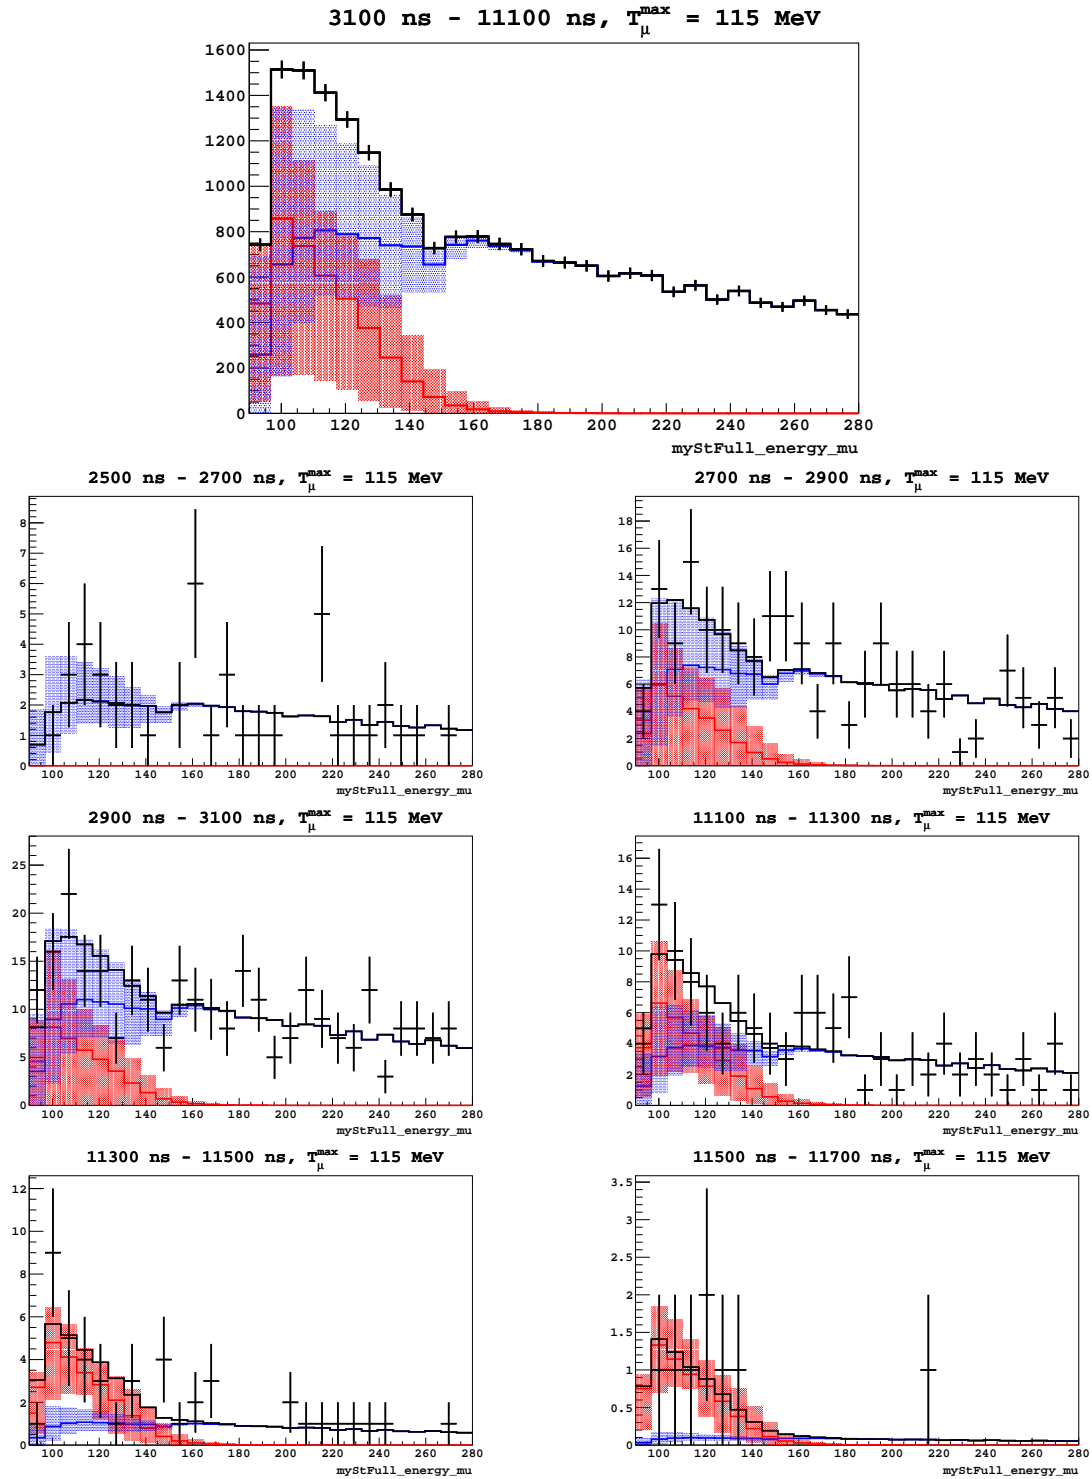 3100 ns - 11100 ns, T_μ^max = 115 MeV
1600
1400
1200
1000
800
600
400
200
0
100 120 140 160 180 200 220 240 260 280
myStFull_energy_mu
2500 ns - 2700 ns, T_μ^max = 115 MeV
8
7
6
5
4
3
2
1
0
100 120 140 160 180 200 220 240 260 280
myStFull_energy_mu
2700 ns - 2900 ns, T_μ^max = 115 MeV
18
16
14
12
10
8
6
4
2
0
100 120 140 160 180 200 220 240 260 280
myStFull_energy_mu
2900 ns - 3100 ns, T_μ^max = 115 MeV
25
20
15
10
5
0
100 120 140 160 180 200 220 240 260 280
myStFull_energy_mu
11100 ns - 11300 ns, T_μ^max = 115 MeV
16
14
12
10
8
6
4
2
0
100 120 140 160 180 200 220 240 260 280
myStFull_energy_mu
11300 ns - 11500 ns, T_μ^max = 115 MeV
12
10
8
6
4
2
0
100 120 140 160 180 200 220 240 260 280
myStFull_energy_mu
11500 ns - 11700 ns, T_μ^max = 115 MeV
3.5
3
2.5
2
1.5
1
0.5
0
100 120 140 160 180 200 220 240 260 280
myStFull_energy_mu